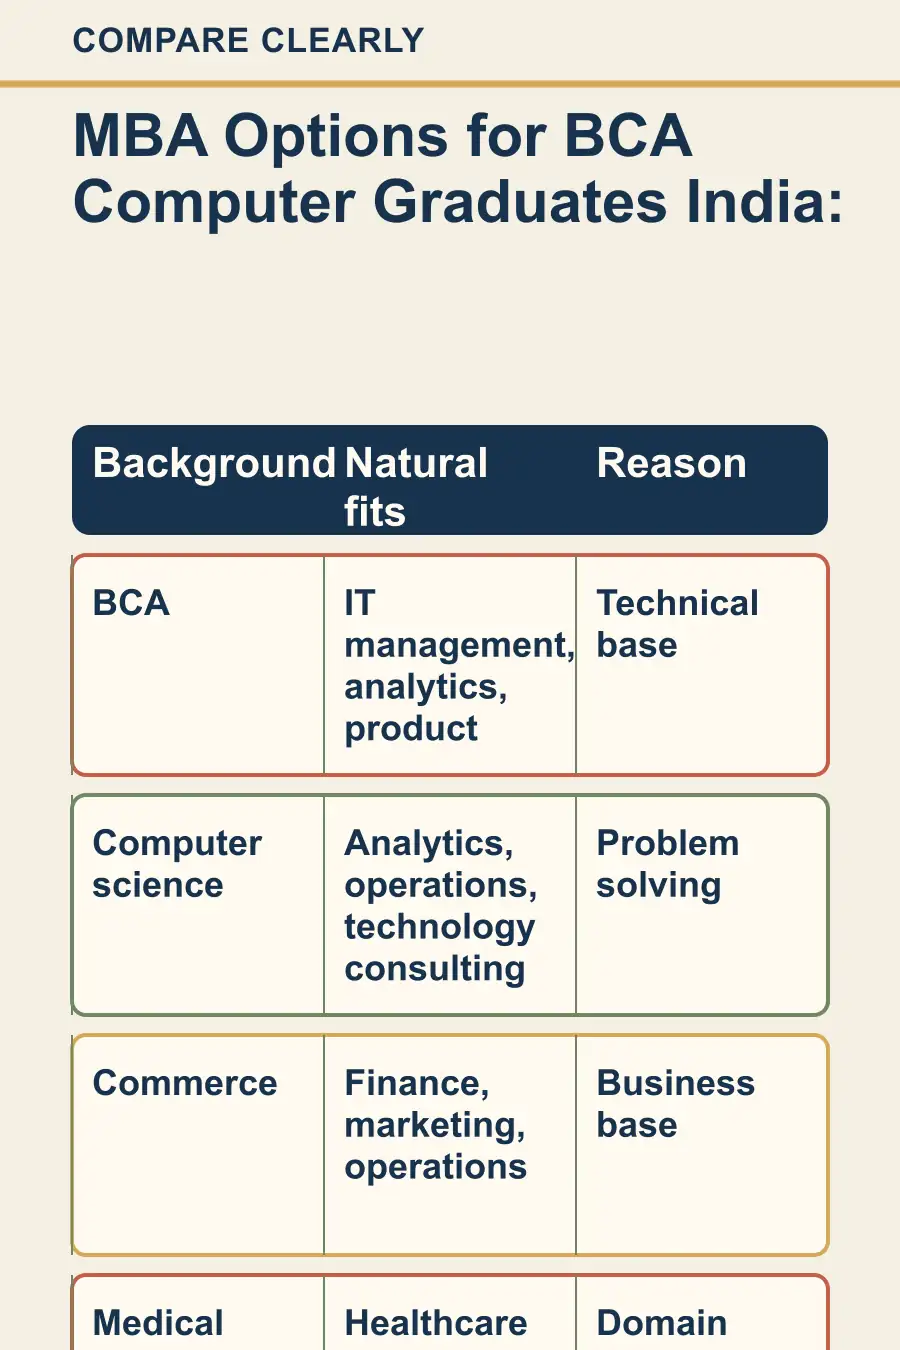 COMPARE CLEARLY
MBA Options for BCA
Computer Graduates India:
Background Natural fits Reason
BCA
IT
management,
analytics,
product
Technical
base
Computer
science
Analytics,
operations,
technology
consulting
Problem
solving
Commerce
Finance,
marketing,
operations
Business
base
Medical
Healthcare
Domain